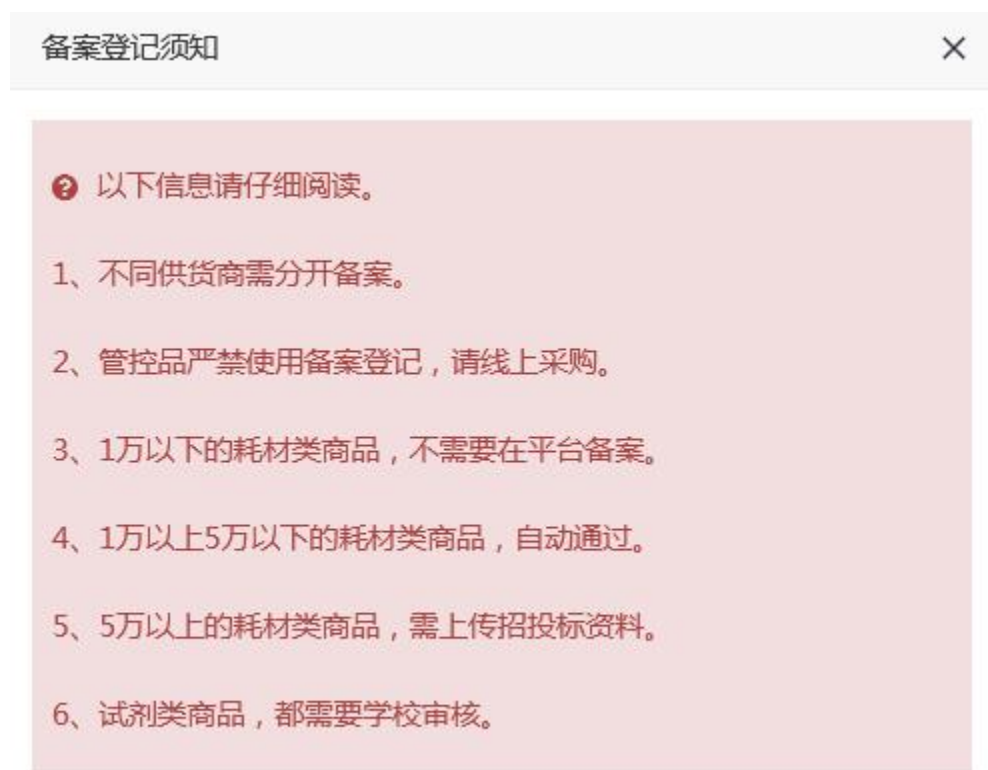 备案登记须知
以下信息请仔细阅读。
1、不同供货商需分开备案。
2、管控品严禁使用备案登记，请线上采购。
3、1万以下的耗材类商品，不需要在平台备案。
4、1万以上5万以下的耗材类商品，自动通过。
5、5万以上的耗材类商品，需上传招投标资料。
6、试剂类商品，都需要学校审核。